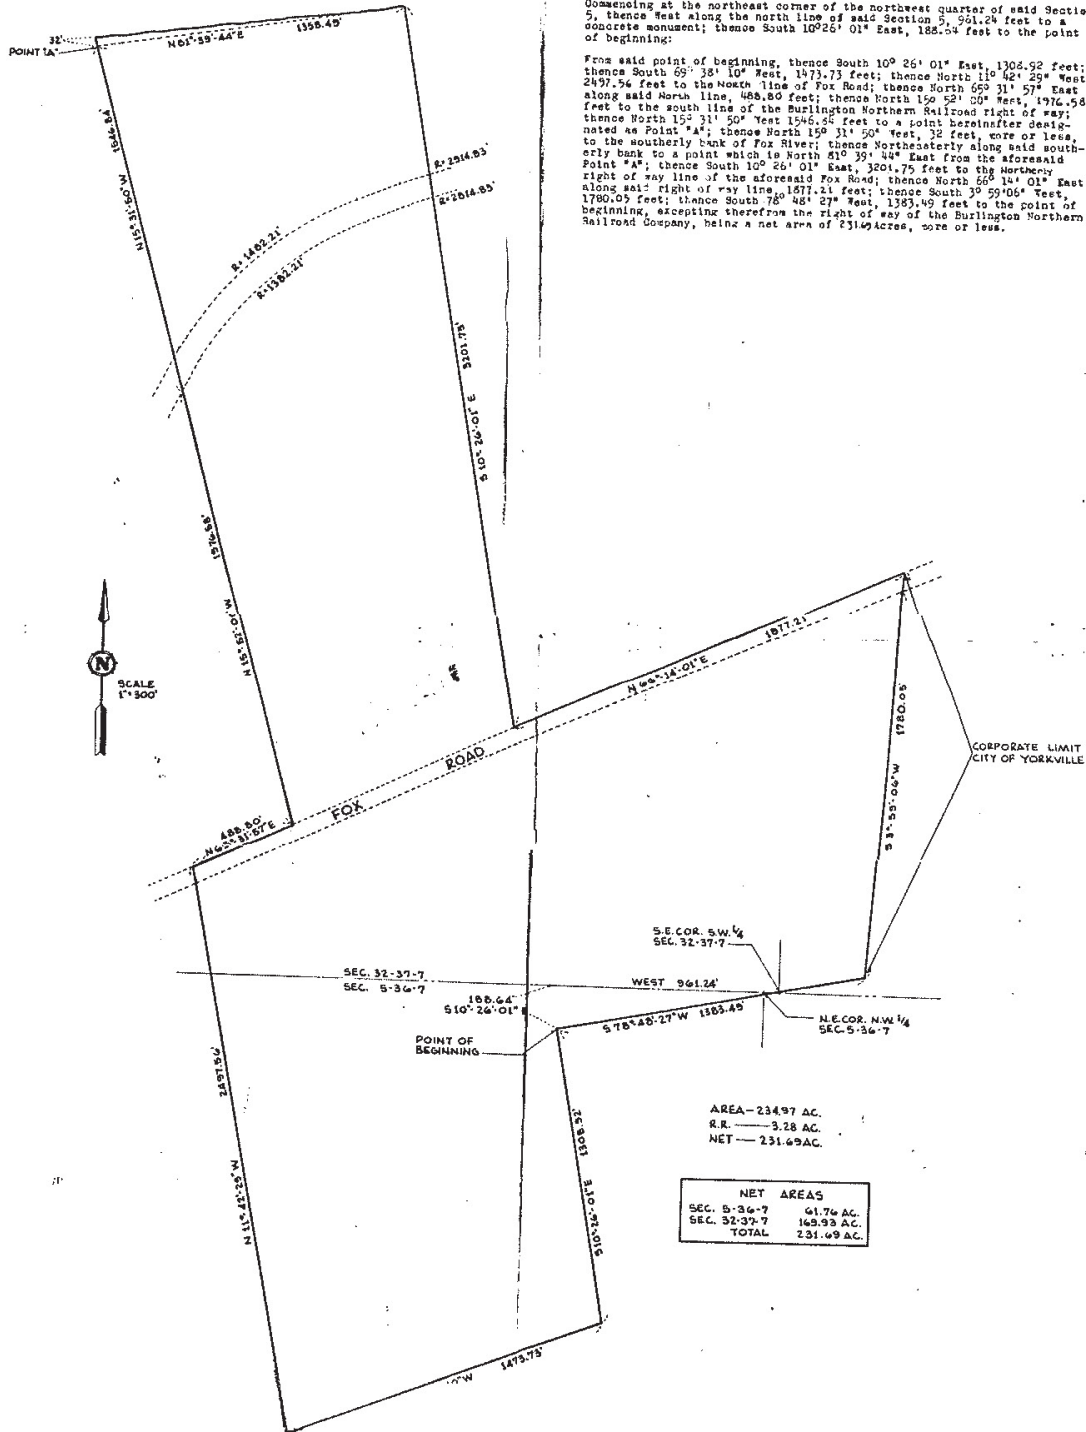 Commencing at the northeast corner of the northwest quarter of said Sectio
5, thence West along the north line of said Section 5, 961.24 feet to a
concrete monument; thence South 10°26' 01" East, 188.64 feet to the point
of beginning:
From said point of beginning, thence South 10° 26' 01" East, 1308.92 feet;
thence South 69° 38' 10" West, 1473.73 feet; thence North 11° 42' 29" West
2497.56 feet to the North line of Fox Road; thence North 65° 31' 57" East
along said North line, 488.80 feet; thence North 15° 52' West, 1976.58
feet to the south line of the Burlington Northern Railroad right of way;
thence North 15° 31' 50" West 1546.84 feet to a point hereinafter desig-
nated as Point "A"; thence North 15° 31' 50" West, 32 feet, more or less,
to the southerly bank of Fox River; thence Northeasterly along said south-
erly bank to a point which is North 81° 39' 44" East from the aforesaid
Point "A"; thence South 10° 26' 01" East, 3201.75 feet to the Northerly
right of way line of the aforesaid Fox Road; thence North 66° 14' 01" East
along said right of way line, 1877.21 feet; thence South 3° 59'06" West,
1780.05 feet; thence South 78° 48' 27" West, 1383.49 feet to the point of
beginning, excepting therefrom the right of way of the Burlington Northern
Railroad Company, being a net area of 231.69 Acres, more or less.
32'
POINT "A"
N 81°-39'-44" E 1358.49'
1546.84'
N 15°-31'-50" W
R=2914.93'
R=2814.85'
R=1482.21'
R=1382.21'
3201.75'
S 10°-26'-01" E
1976.58'
N 15°-52'-01" W
N
SCALE
1"=300'
1877.21'
N 66°-14'-01" E
FOX ROAD
488.80'
N 65°-31'-57" E
1780.05'
S 3°-59'-06" W
CORPORATE LIMIT
CITY OF YORKVILLE
S.E. COR. S.W. 1/4
SEC. 32-37-7
SEC. 32-37-7
SEC. 5-36-7
WEST 961.24'
188.64'
S10°-26'-01" E
S 78°-48'-27" W 1383.49'
N.E. COR. N.W. 1/4
SEC. 5-36-7
POINT OF
BEGINNING
2497.56'
N 11°-42'-29" W
1308.92'
S10°-26'-01" E
AREA—234.97 AC.
R.R.——3.28 AC.
NET—231.69 AC.
NET AREAS
SEC. 5-36-7 61.76 AC.
SEC. 32-37-7 169.93 AC.
TOTAL 231.69 AC.
1473.73'